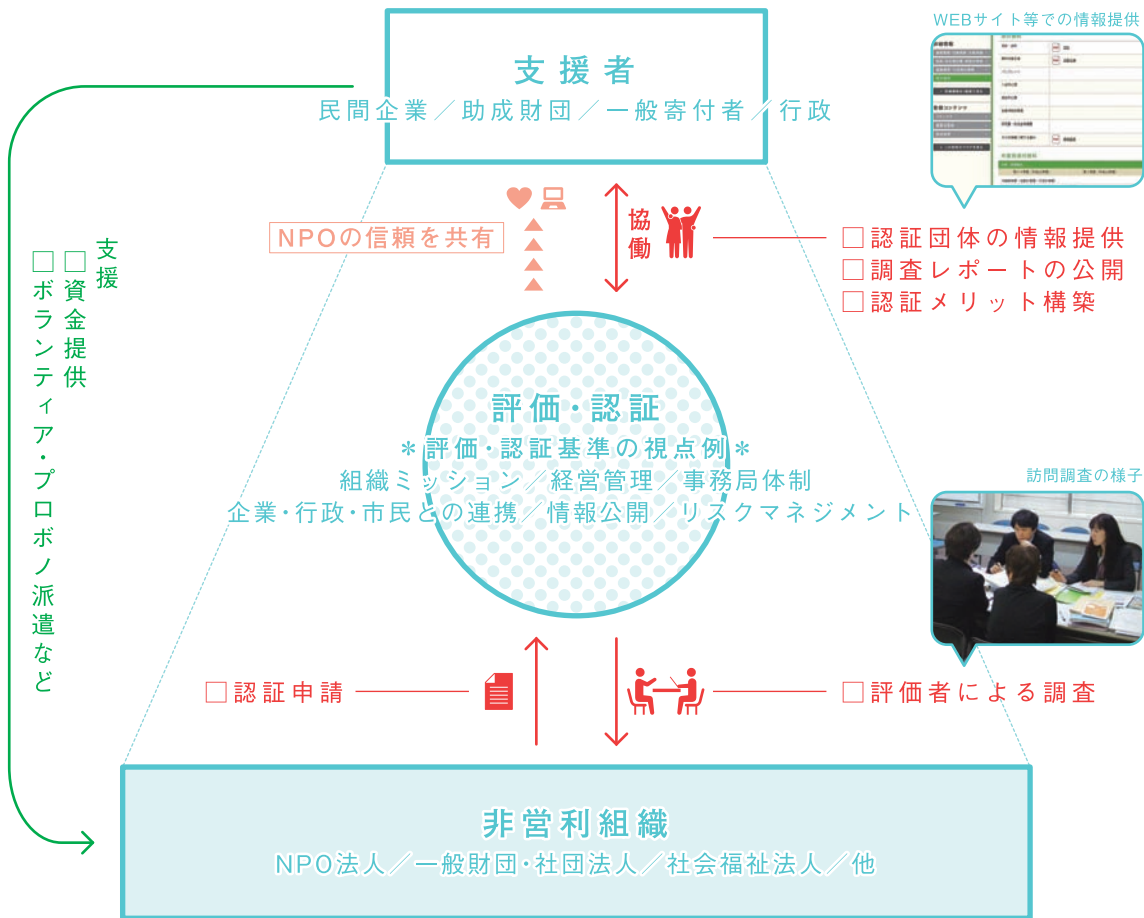 WEBサイト等での情報提供
支援者
民間企業／助成財団／一般寄付者／行政
NPOの信頼を共有
協働
□認証団体の情報提供
□調査レポートの公開
□認証メリット構築
支援
□資金提供
□ボランティア・プロボノ派遣など
評価・認証
＊評価・認証基準の視点例＊
組織ミッション／経営管理／事務局体制
企業・行政・市民との連携／情報公開／リスクマネジメント
訪問調査の様子
□認証申請
□評価者による調査
非営利組織
NPO法人／一般財団・社団法人／社会福祉法人／他